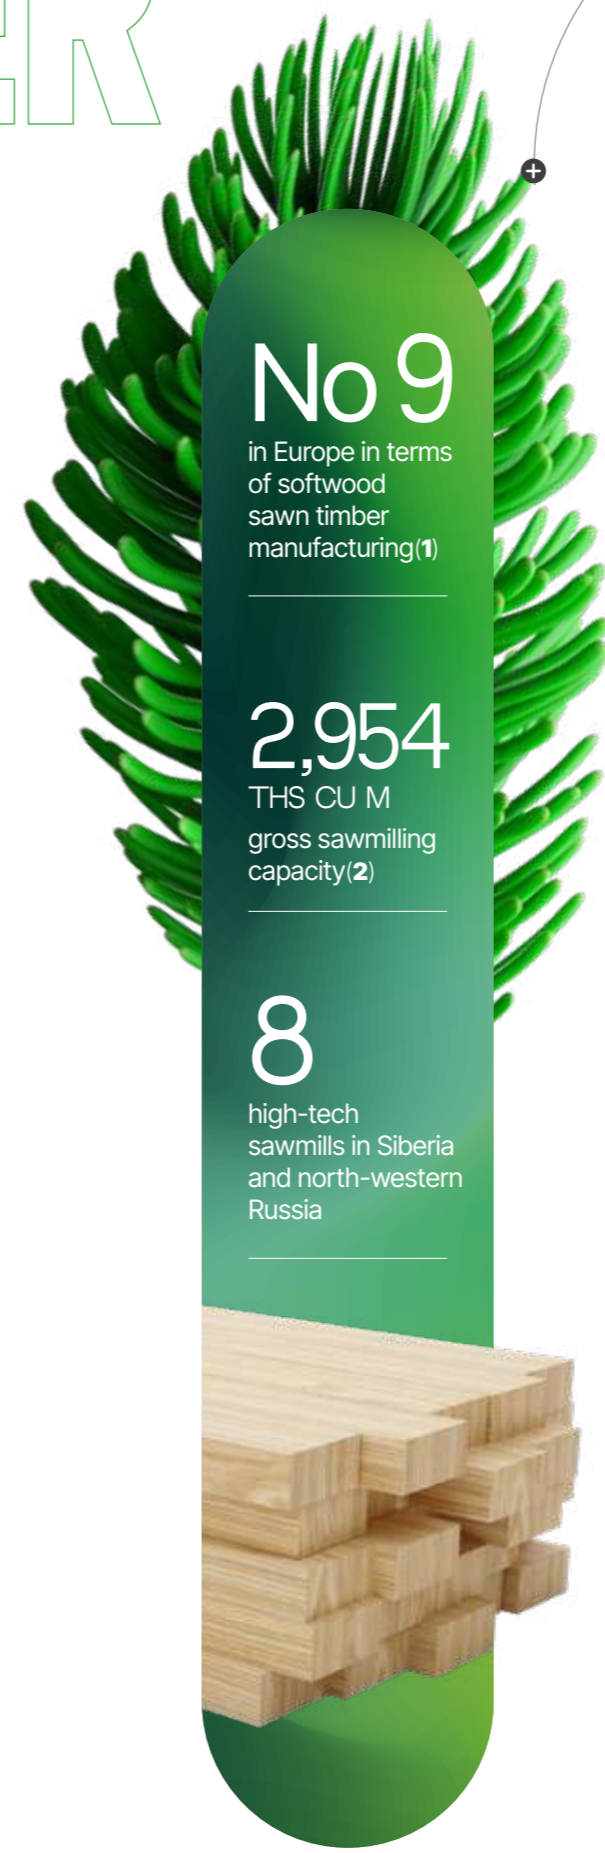 ER
No 9
in Europe in terms
of softwood
sawn timber
manufacturing(1)
2,954
THS CU M
gross sawmilling
capacity(2)
8
high-tech
sawmills in Siberia
and north-western
Russia